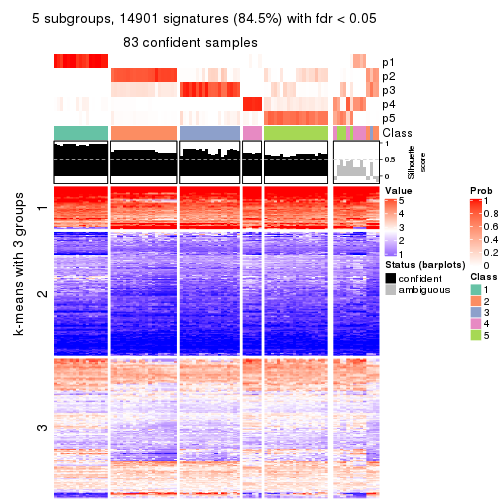 5 subgroups, 14901 signatures (84.5%) with fdr < 0.05
83 confident samples
p1
p2
p3
p4
p5
Class
1
0.5
0
Silhouette
score
k-means with 3 groups
1
2
3
Value
5
4
3
2
1
Status (barplots)
confident
ambiguous
Prob
1
0.8
0.6
0.4
0.2
0
Class
1
2
3
4
5